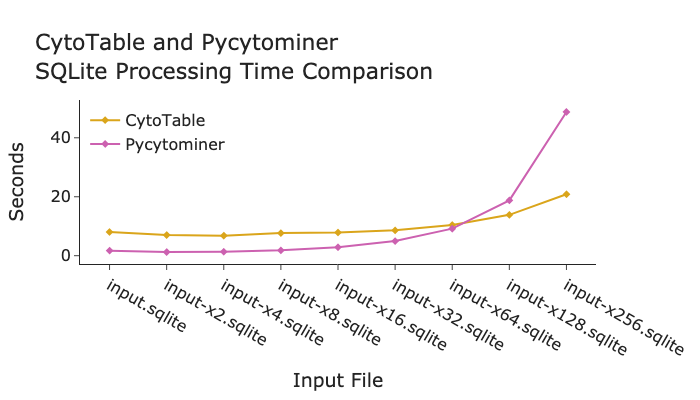 CytoTable and Pycytominer
SQLite Processing Time Comparison
CytoTable
Pycytominer
Seconds
40
20
0
input.sqlite
input-x2.sqlite
input-x4.sqlite
input-x8.sqlite
input-x16.sqlite
input-x32.sqlite
input-x64.sqlite
input-x128.sqlite
input-x256.sqlite
Input File